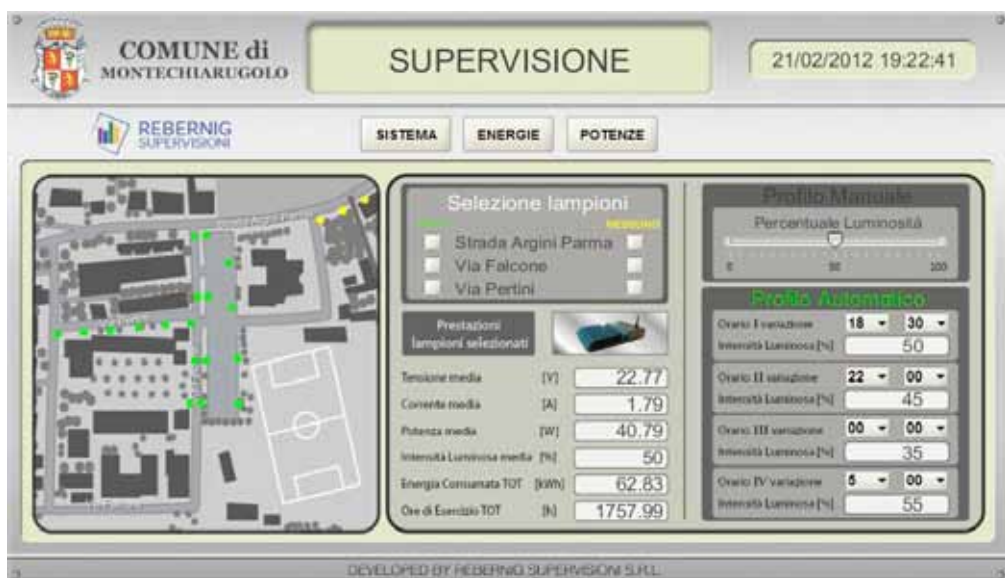 COMUNE di
MONTECHIARUGOLO
SUPERVISIONE
21/02/2012 19:22:41
REBERNIG
SUPERVISIONI
SISTEMA
ENERGIE
POTENZE
Selezione lampioni
NESSUNO
Strada Argini Parma
Via Falcone
Via Pertini
Prestazioni
lampioni selezionati
Tensione media [V] 22.77
Corrente media [A] 1.79
Potenza media [W] 40.79
Intensità Luminosa media [%] 50
Energia Consumata TOT [kWh] 62.83
Ore di Esercizio TOT [h] 1757.99
Profilo Manuale
Percentuale Luminosità
0 50 100
Profilo Automatico
Orario I variazione 18 30
Intensità Luminosa [%] 50
Orario II variazione 22 00
Intensità Luminosa [%] 45
Orario III variazione 00 00
Intensità Luminosa [%] 35
Orario IV variazione 5 00
Intensità Luminosa [%] 55
DEVELOPED BY REBERNIG SUPERVISIONI S.R.L.